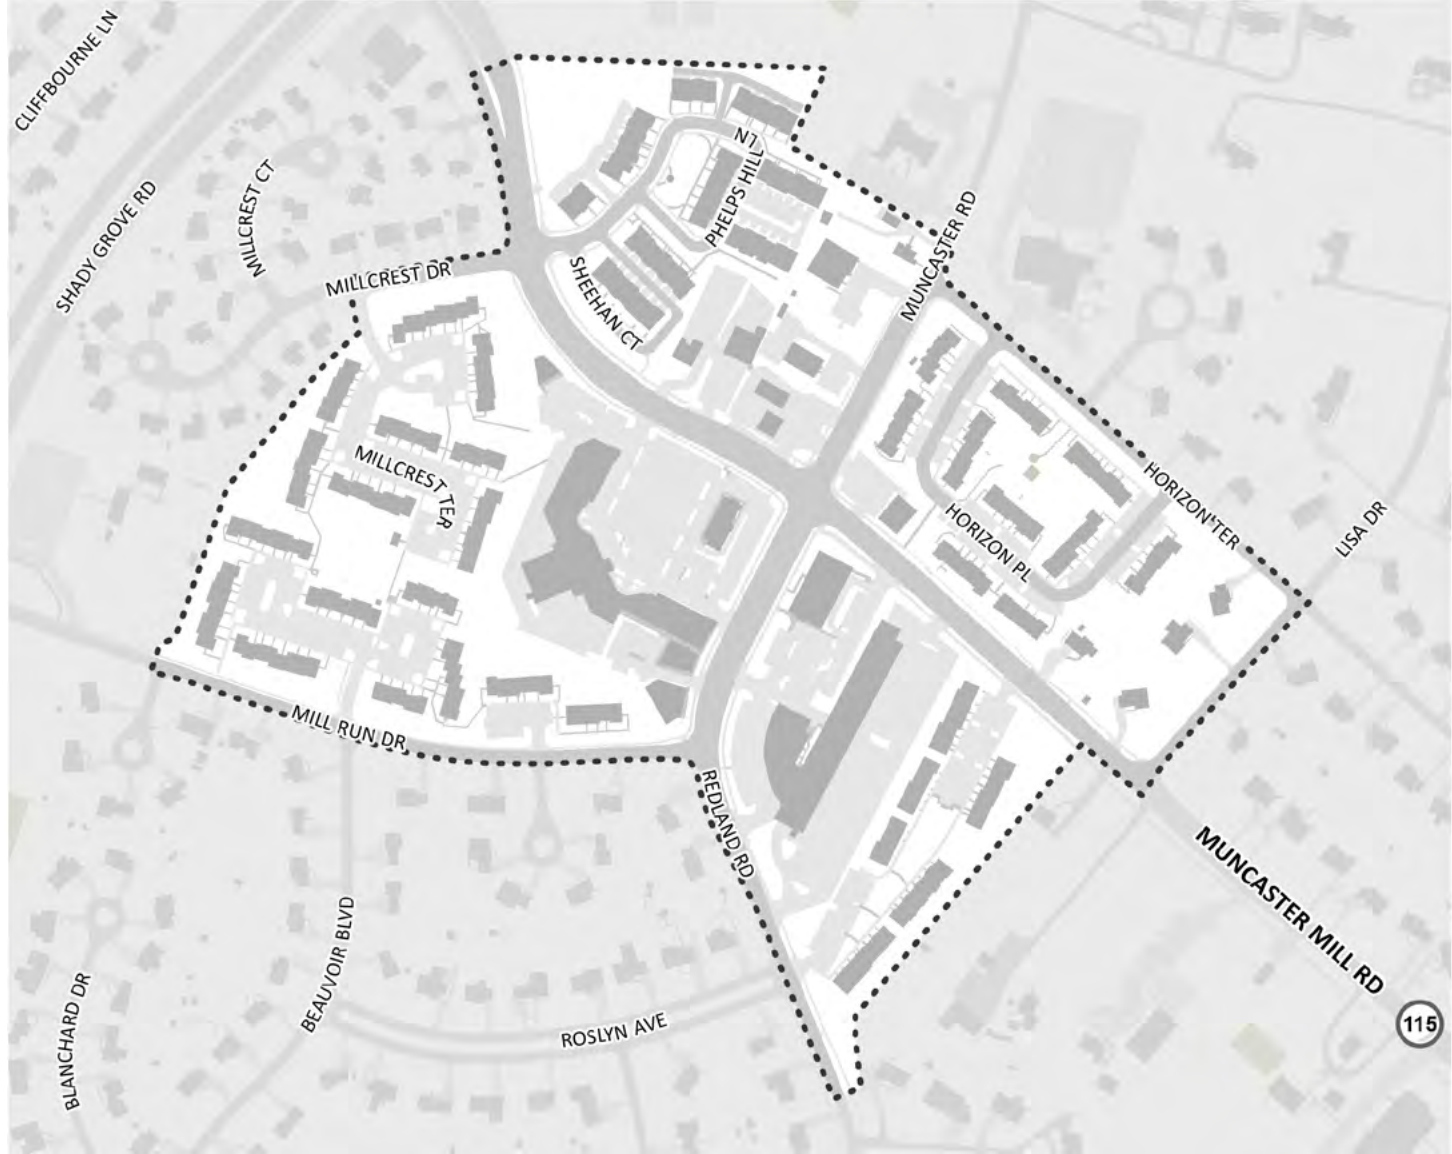 CLIFFBOURNE LN
SHADY GROVE RD
MILLCREST CT
MILLCREST DR
PHELPS HILL
LN
SHEEHAN CT
MUNCASTER RD
MILLCREST TER
HORIZON TER
HORIZON PL
LISA DR
MILL RUN DR
REDLAND RD
MUNCASTER MILL RD
115
BEAUVOIR BLVD
ROSLYN AVE
BLANCHARD DR